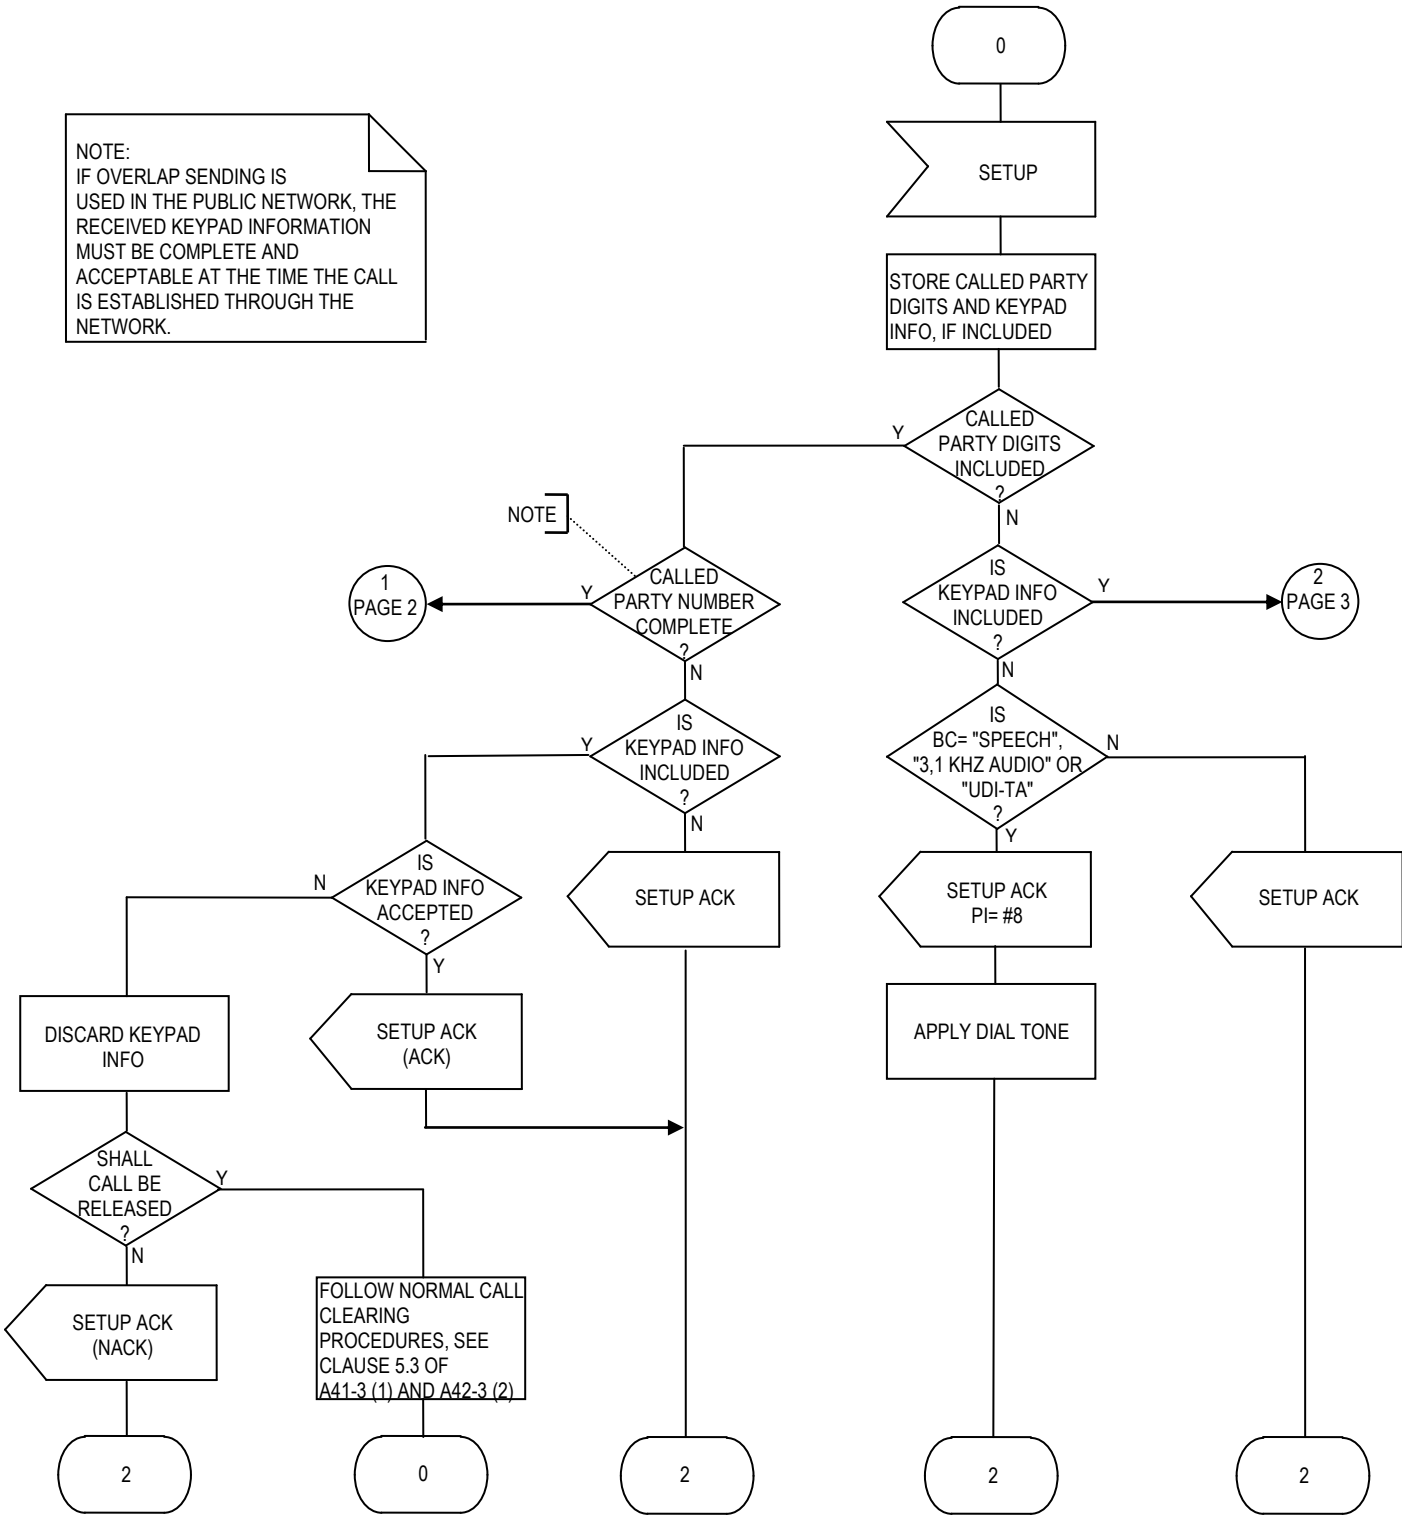 0
SETUP
NOTE:
IF OVERLAP SENDING IS
USED IN THE PUBLIC NETWORK, THE
RECEIVED KEYPAD INFORMATION
MUST BE COMPLETE AND
ACCEPTABLE AT THE TIME THE CALL
IS ESTABLISHED THROUGH THE
NETWORK.
STORE CALLED PARTY
DIGITS AND KEYPAD
INFO, IF INCLUDED
CALLED
PARTY DIGITS
INCLUDED
?
Y
N
NOTE
1
PAGE 2
Y
CALLED
PARTY NUMBER
COMPLETE
?
N
IS
KEYPAD INFO
INCLUDED
?
Y
N
2
PAGE 3
Y
IS
KEYPAD INFO
INCLUDED
?
N
IS
BC= "SPEECH",
"3,1 KHZ AUDIO" OR
"UDI-TA"
?
N
Y
N
IS
KEYPAD INFO
ACCEPTED
?
Y
SETUP ACK
SETUP ACK
PI= #8
SETUP ACK
DISCARD KEYPAD
INFO
SETUP ACK
(ACK)
APPLY DIAL TONE
SHALL
CALL BE
RELEASED
?
Y
N
SETUP ACK
(NACK)
FOLLOW NORMAL CALL
CLEARING
PROCEDURES, SEE
CLAUSE 5.3 OF
A41-3 (1) AND A42-3 (2)
2
0
2
2
2